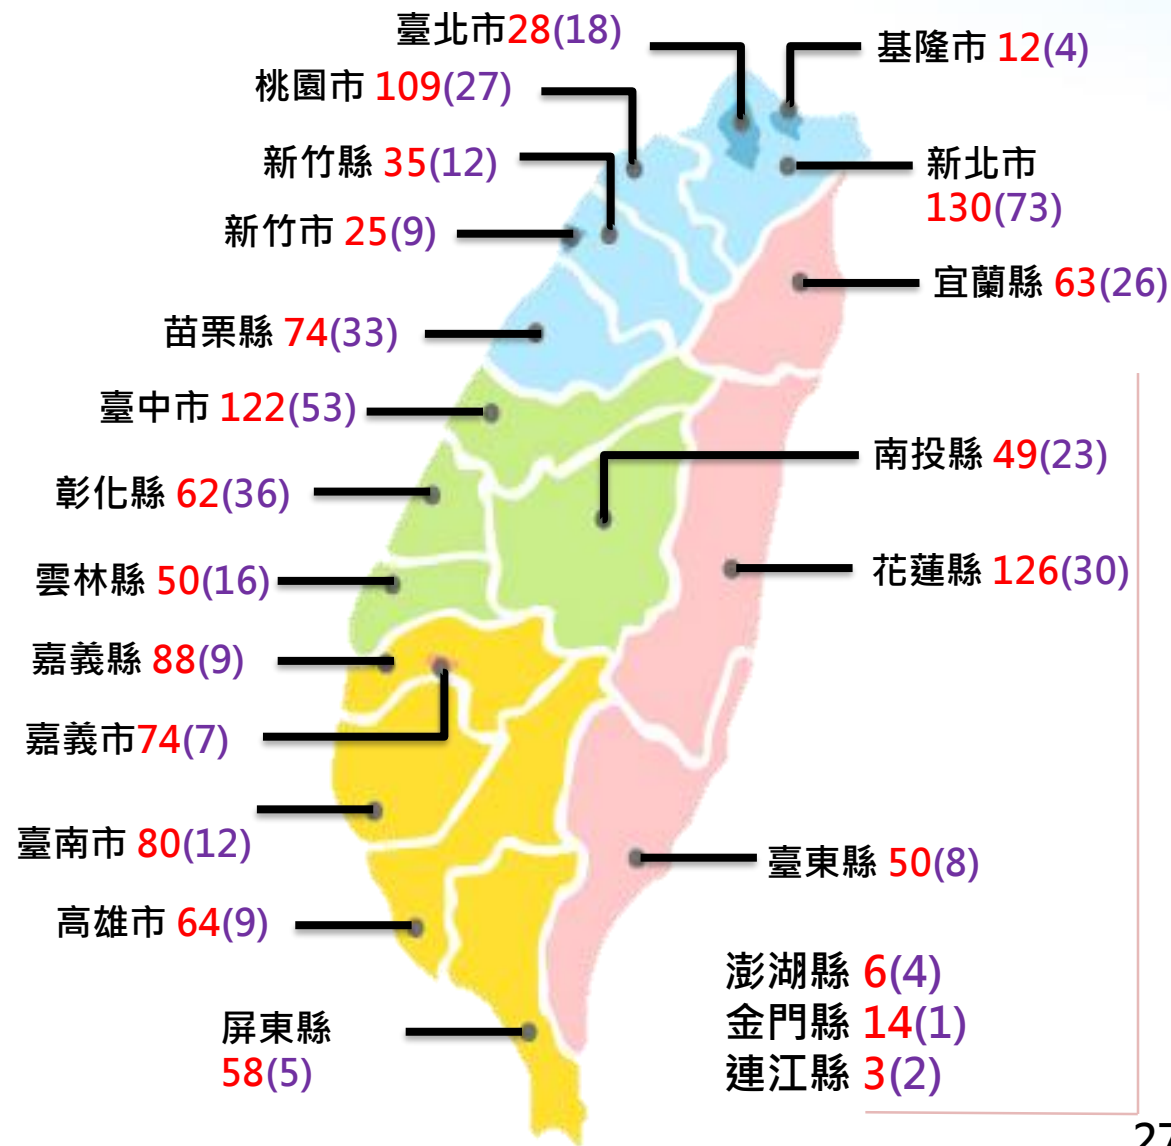 臺北市28(18)
基隆市 12(4)
桃園市 109(27)
新竹縣 35(12)
新北市
130(73)
新竹市 25(9)
宜蘭縣 63(26)
苗栗縣 74(33)
臺中市 122(53)
南投縣 49(23)
彰化縣 62(36)
花蓮縣 126(30)
雲林縣 50(16)
嘉義縣 88(9)
嘉義市74(7)
臺南市 80(12)
臺東縣 50(8)
高雄市 64(9)
澎湖縣 6(4)
金門縣 14(1)
連江縣 3(2)
屏東縣
58(5)
27